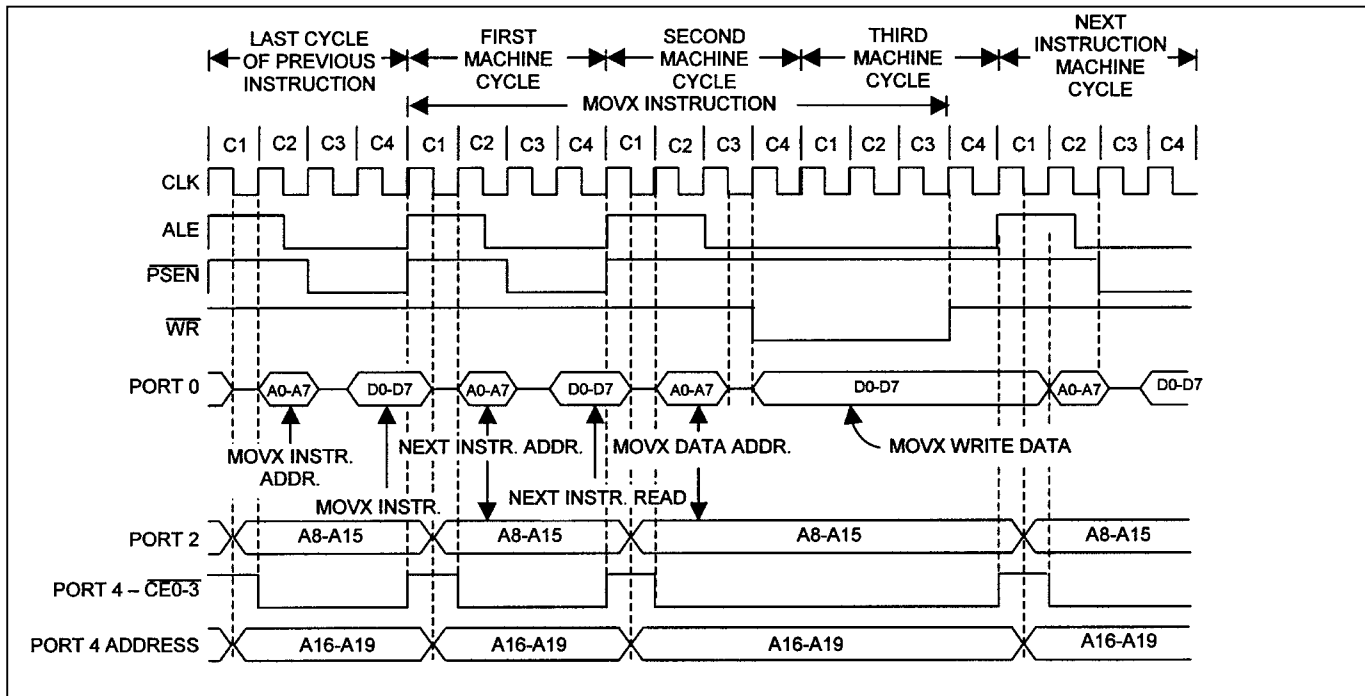 LAST CYCLE
OF PREVIOUS
INSTRUCTION
FIRST
MACHINE
CYCLE
SECOND
MACHINE
CYCLE
THIRD
MACHINE
CYCLE
NEXT
INSTRUCTION
MACHINE
CYCLE
MOVX INSTRUCTION
C1 C2 C3 C4 C1 C2 C3 C4 C1 C2 C3 C4 C1 C2 C3 C4 C1 C2 C3 C4
CLK
ALE
PSEN
WR
PORT 0 A0-A7 D0-D7 A0-A7 D0-D7 A0-A7 D0-D7 A0-A7 D0-D7
MOVX INSTR.
ADDR.
NEXT INSTR. ADDR.
MOVX DATA ADDR.
MOVX WRITE DATA
MOVX INSTR.
NEXT INSTR. READ
PORT 2 A8-A15 A8-A15 A8-A15 A8-A15
PORT 4 – CE0-3
PORT 4 ADDRESS A16-A19 A16-A19 A16-A19 A16-A19